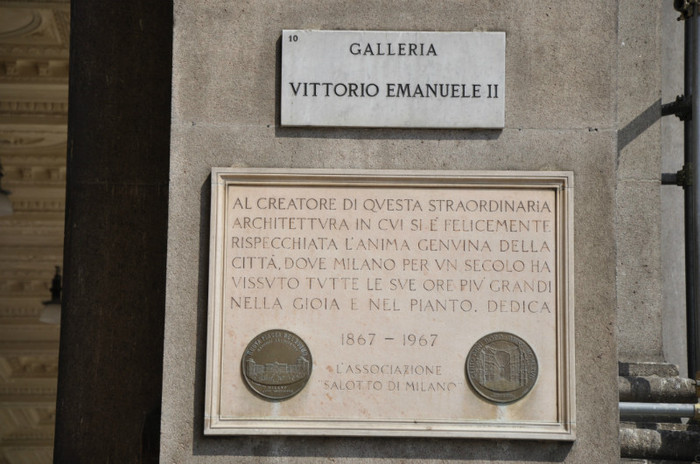 10
GALLERIA
VITTORIO EMANUELE II
AL CREATORE DI QVESTA STRAORDINARIA
ARCHITETTVRA IN CVI SI É FELICEMENTE
RISPECCHIATA L'ANIMA GENVINA DELLA
CITTÁ, DOVE MILANO PER VN SECOLO HA
VISSVTO TVTTE LE SVE ORE PIV́ GRANDI
NELLA GIOIA E NEL PIANTO. DEDICA
1867 - 1967
L'ASSOCIAZIONE
SALOTTO DI MILANO